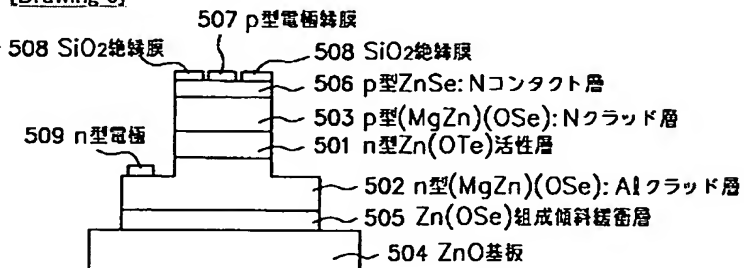 507 p型電極縁膜
508 SiO2絶縁膜
508 SiO2絶縁膜
506 p型ZnSe:Nコンタクト層
503 p型(MgZn)(OSe):Nクラッド層
509 n型電極
501 n型Zn(OTe)活性層
502 n型(MgZn)(OSe):Alクラッド層
505 Zn(OSe)組成傾斜緩衝層
504 ZnO基板